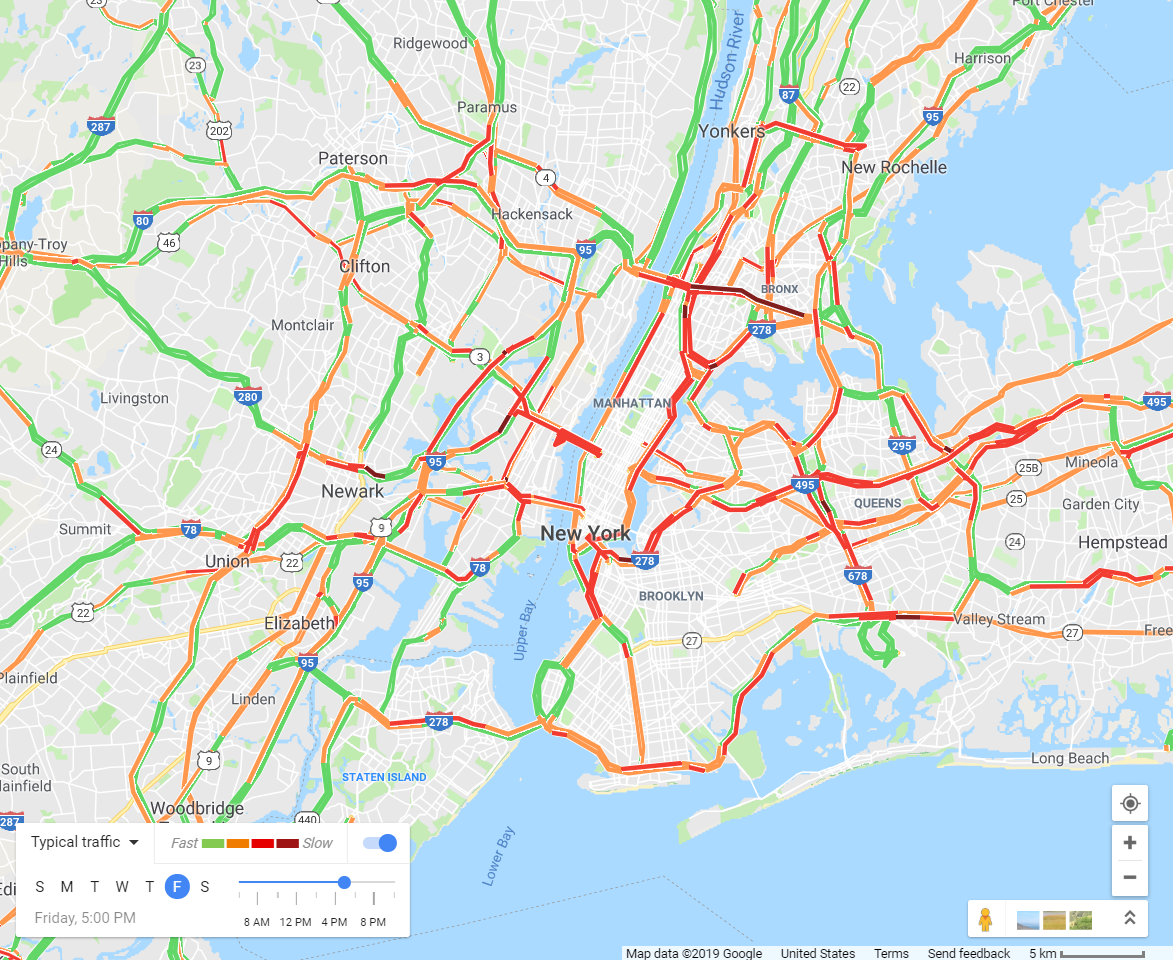 23
Port Chester
Ridgewood
Hudson River
Harrison
23
87
22
Paramus
95
287
202
Yonkers
Paterson
New Rochelle
4
80
Hackensack
46
95
Clifton
BRONX
Montclair
278
3
Livingston
280
MANHATTAN
495
24
295
95
Mineola
25B
Newark
495
25
QUEENS
Garden City
Summit
78
9
New York
24
Hempstead
Union
22
278
78
678
95
BROOKLYN
22
Elizabeth
Upper Bay
Valley Stream
27
27
Free
95
Plainfield
Linden
278
9
Long Beach
South
lainfield
STATEN ISLAND
Woodbridge
287
440
Lower Bay
Typical traffic
Fast
Slow
S M T W T F S
8 AM 12 PM 4 PM 8 PM
Friday, 5:00 PM
Map data ©2019 Google United States Terms Send feedback 5 km